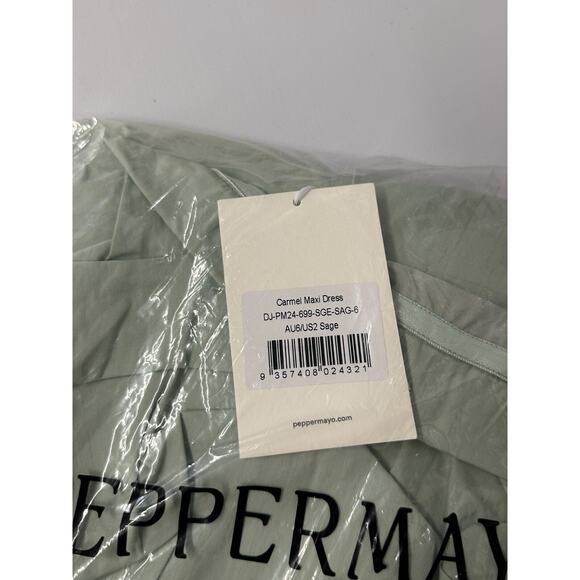 Carmel Maxi Dress
DJ-PM24-699-SGE-SAG-6
AU6/US2 Sage
9 357408 024321
peppermayo.com
EPPERMAY